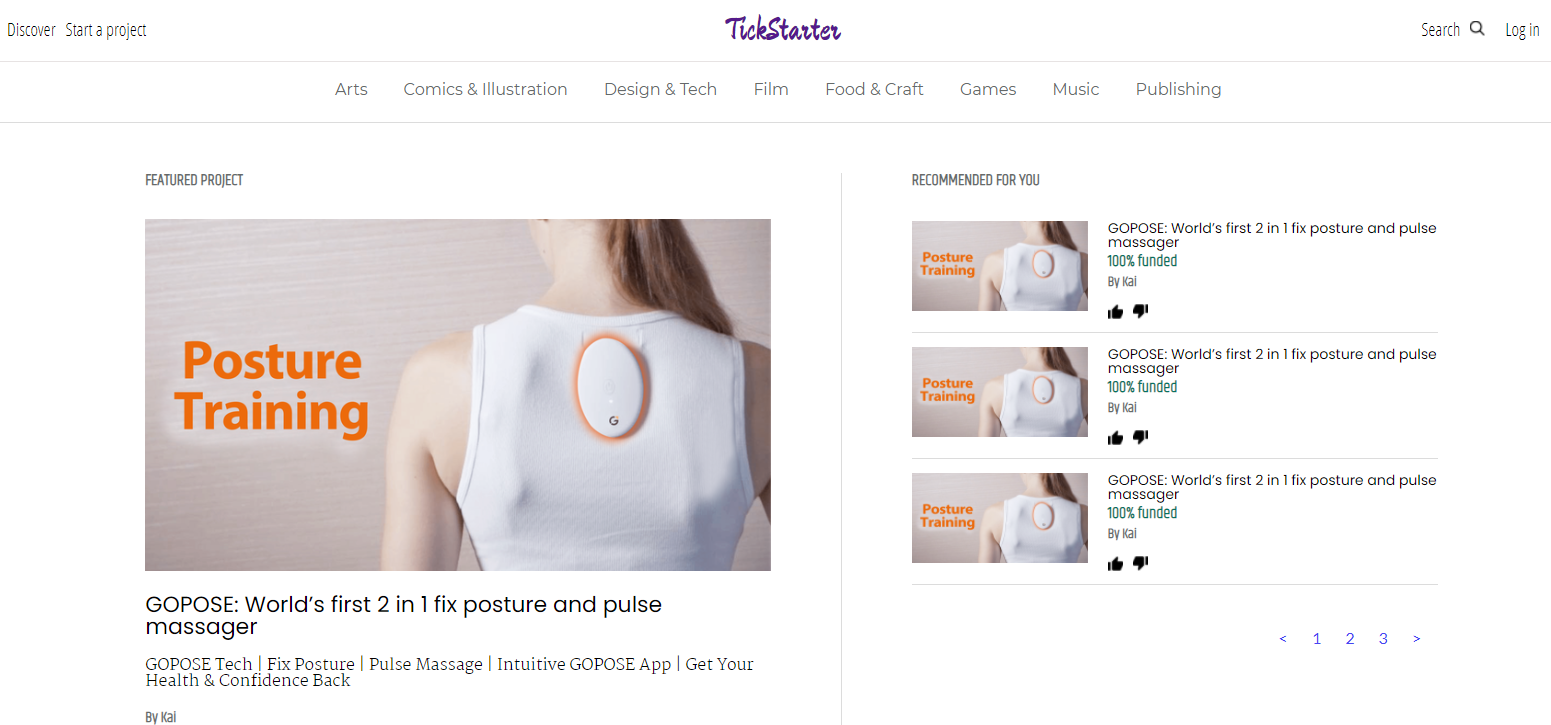 Discover Start a project TickStarter Search Log in
Arts Comics & Illustration Design & Tech Film Food & Craft Games Music Publishing
FEATURED PROJECT
Posture
Training
G
GOPOSE: World’s first 2 in 1 fix posture and pulse
massager
GOPOSE Tech | Fix Posture | Pulse Massage | Intuitive GOPOSE App | Get Your
Health & Confidence Back
By Kai
RECOMMENDED FOR YOU
Posture
Training
GOPOSE: World’s first 2 in 1 fix posture and pulse
massager
100% funded
By Kai
Posture
Training
GOPOSE: World’s first 2 in 1 fix posture and pulse
massager
100% funded
By Kai
Posture
Training
GOPOSE: World’s first 2 in 1 fix posture and pulse
massager
100% funded
By Kai
< 1 2 3 >